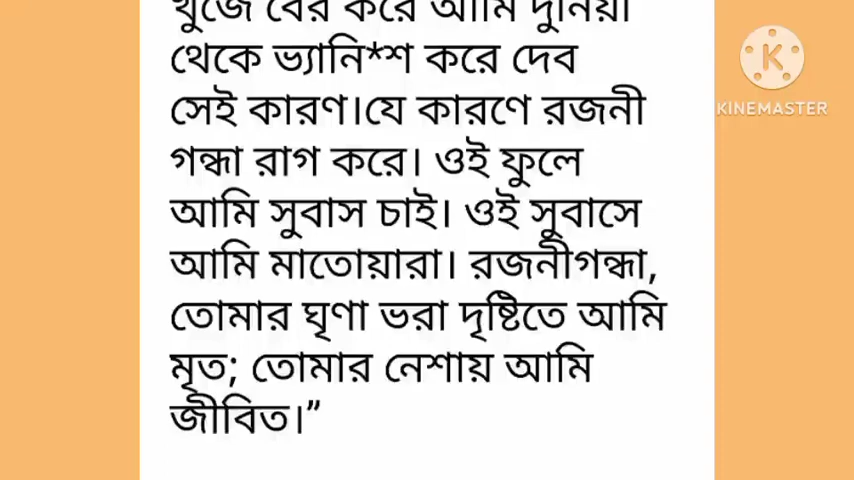 খুঁজে বের করে আমি দুনিয়া
থেকে ভ্যানি*শ করে দেব
সেই কারণ।যে কারণে রজনী
গন্ধা রাগ করে। ওই ফুলে
আমি সুবাস চাই। ওই সুবাসে
আমি মাতোয়ারা। রজনীগন্ধা,
তোমার ঘৃণা ভরা দৃষ্টিতে আমি
মৃত; তোমার নেশায় আমি
জীবিত।”
K
KINEMASTER